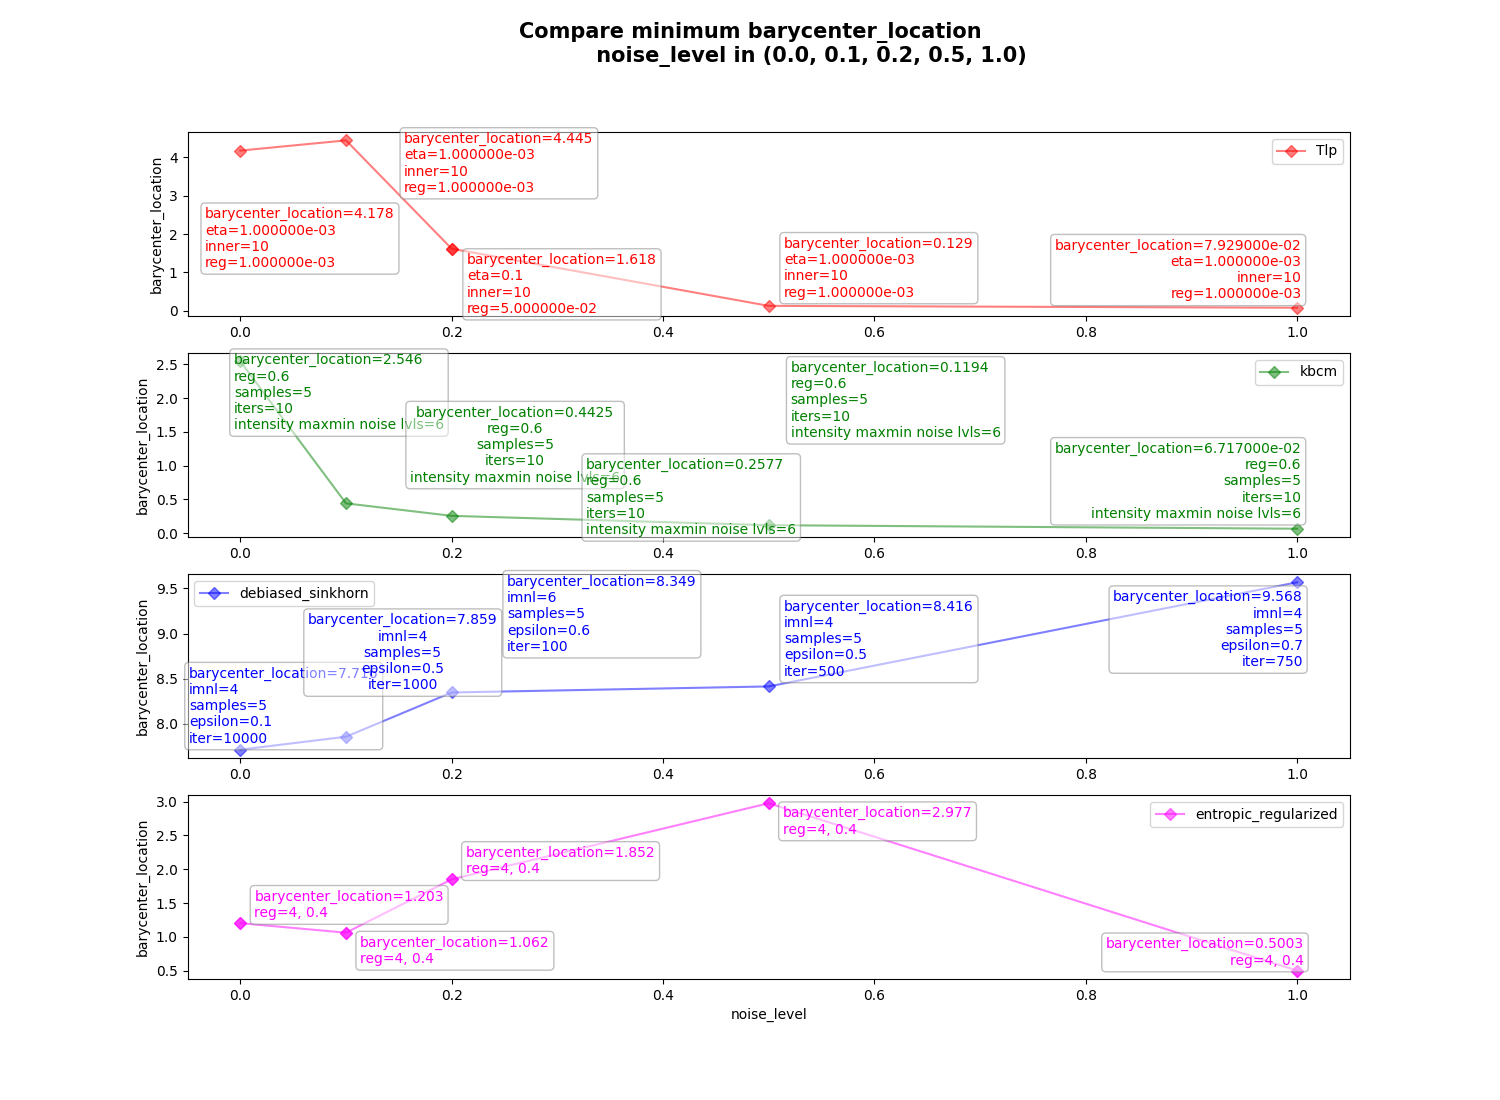 Compare minimum barycenter_location
noise_level in (0.0, 0.1, 0.2, 0.5, 1.0)
barycenter_location
4
3
2
1
0
barycenter_location=4.178
eta=1.000000e-03
inner=10
reg=1.000000e-03
barycenter_location=4.445
eta=1.000000e-03
inner=10
reg=1.000000e-03
barycenter_location=1.618
eta=0.1
inner=10
reg=5.000000e-02
barycenter_location=0.129
eta=1.000000e-03
inner=10
reg=1.000000e-03
barycenter_location=7.929000e-02
eta=1.000000e-03
inner=10
reg=1.000000e-03
Tlp
0.0 0.2 0.4 0.6 0.8 1.0
barycenter_location
2.5
2.0
1.5
1.0
0.5
0.0
barycenter_location=2.546
reg=0.6
samples=5
iters=10
intensity maxmin noise lvls=6
barycenter_location=0.4425
reg=0.6
samples=5
iters=10
intensity maxmin noise lvls=6
barycenter_location=0.2577
reg=0.6
samples=5
iters=10
intensity maxmin noise lvls=6
barycenter_location=0.1194
reg=0.6
samples=5
iters=10
intensity maxmin noise lvls=6
barycenter_location=6.717000e-02
reg=0.6
samples=5
iters=10
intensity maxmin noise lvls=6
kbcm
0.0 0.2 0.4 0.6 0.8 1.0
barycenter_location
9.5
9.0
8.5
8.0
debiased_sinkhorn
imnl=4
samples=5
epsilon=0.1
iter=10000
barycenter_location=7.859
imnl=4
samples=5
epsilon=0.5
iter=1000
barycenter_location=8.349
imnl=6
samples=5
epsilon=0.6
iter=100
barycenter_location=8.416
imnl=4
samples=5
epsilon=0.5
iter=500
barycenter_location=9.568
imnl=4
samples=5
epsilon=0.7
iter=750
0.0 0.2 0.4 0.6 0.8 1.0
barycenter_location
3.0
2.5
2.0
1.5
1.0
0.5
barycenter_location=1.203
reg=4, 0.4
barycenter_location=1.062
reg=4, 0.4
barycenter_location=1.852
reg=4, 0.4
barycenter_location=2.977
reg=4, 0.4
barycenter_location=0.5003
reg=4, 0.4
entropic_regularized
0.0 0.2 0.4 0.6 0.8 1.0
noise_level